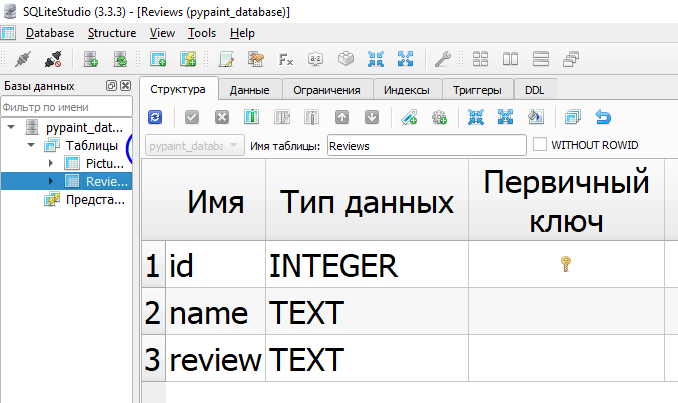 SQLiteStudio (3.3.3) - [Reviews (pypaint_database)]
Database Structure View Tools Help
Базы данных
Фильтр по имени
pypaint_dat...
Таблицы
Pictu...
Revie...
Предста...
Структура Данные Ограничения Индексы Триггеры DDL
pypaint_databa Имя таблицы: Reviews WITHOUT ROWID
Имя Тип данных Первичный
ключ
1 id INTEGER
2 name TEXT
3 review TEXT